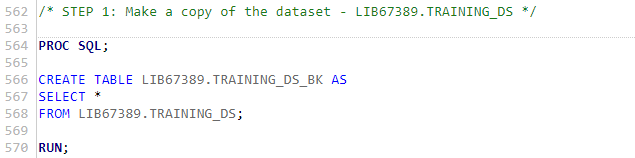 562 /* STEP 1: Make a copy of the dataset - LIB67389.TRAINING_DS */
563
564 PROC SQL;
565
566 CREATE TABLE LIB67389.TRAINING_DS_BK AS
567 SELECT *
568 FROM LIB67389.TRAINING_DS;
569
570 RUN;